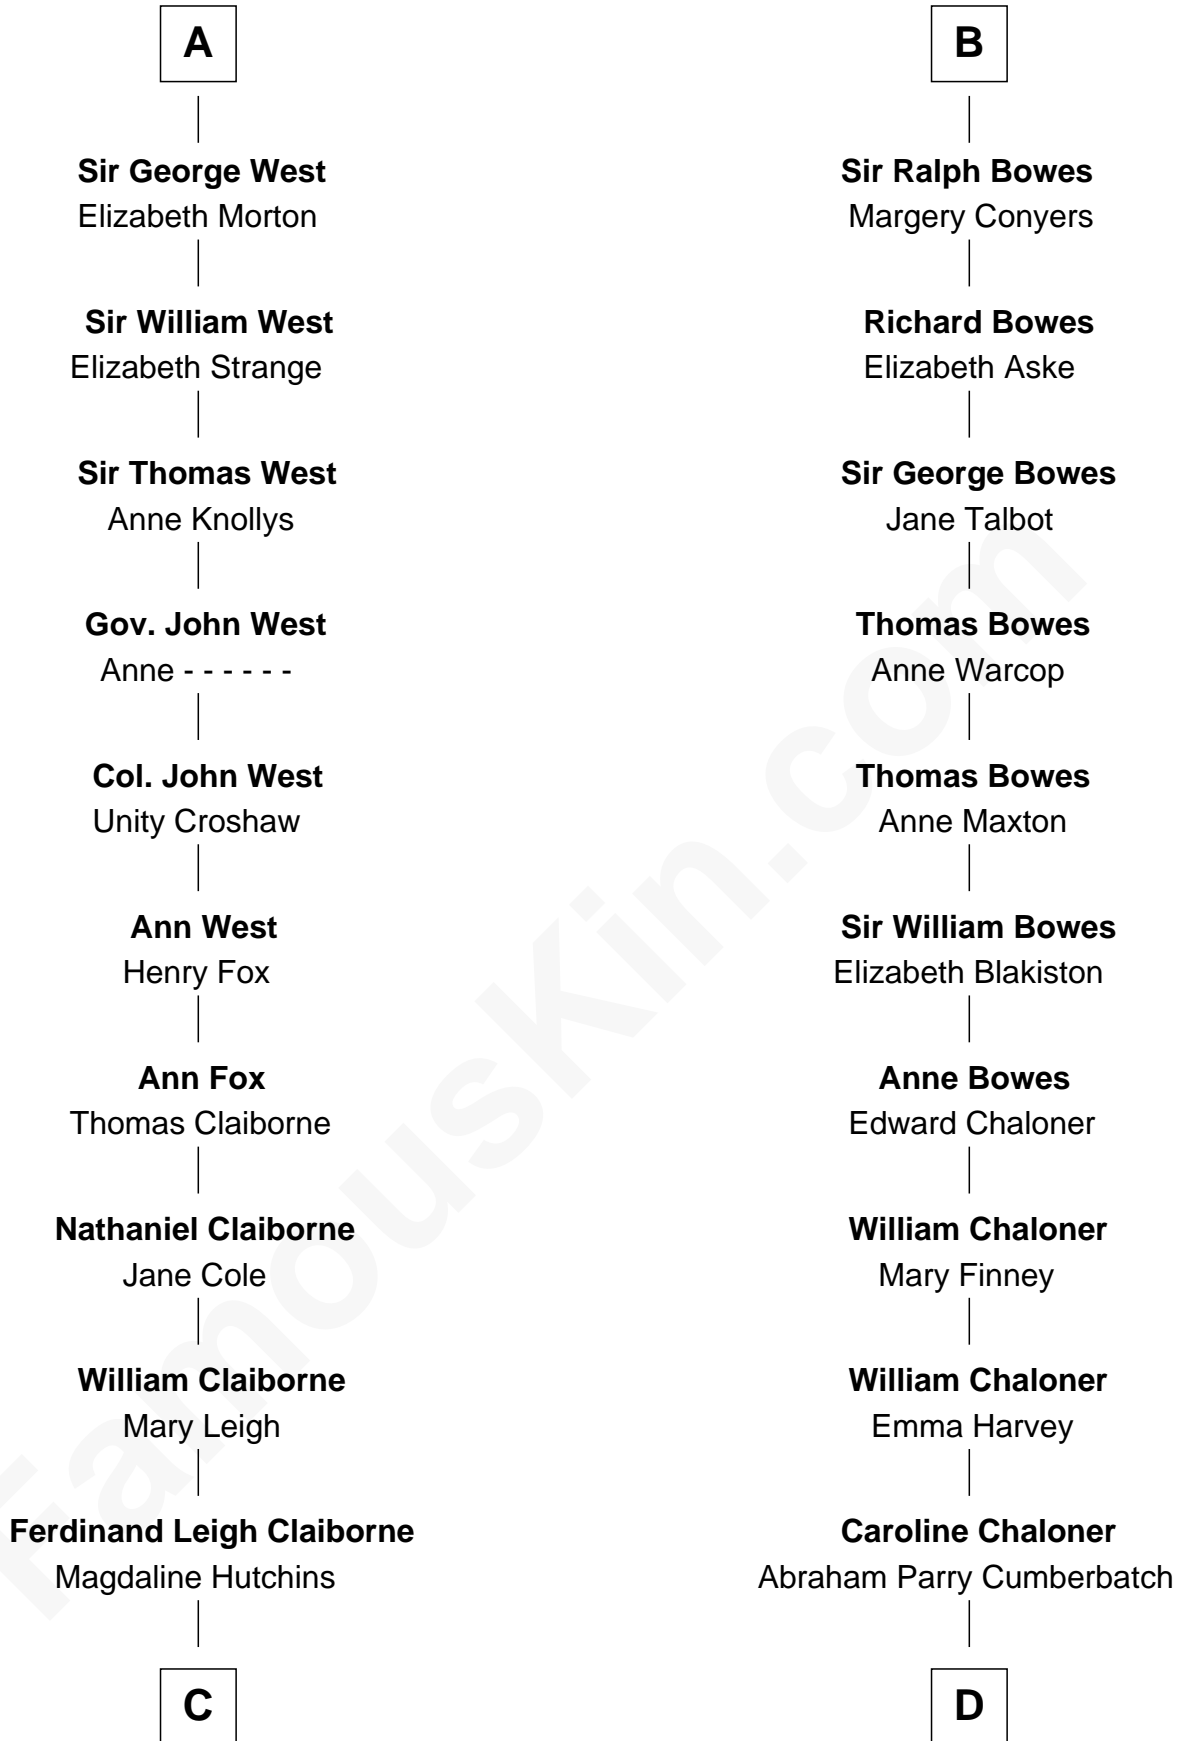 A
Sir George West
Elizabeth Morton
Sir William West
Elizabeth Strange
Sir Thomas West
Anne Knollys
Gov. John West
Anne - - - - - -
Col. John West
Unity Croshaw
Ann West
Henry Fox
Ann Fox
Thomas Claiborne
Nathaniel Claiborne
Jane Cole
William Claiborne
Mary Leigh
Ferdinand Leigh Claiborne
Magdaline Hutchins
C
B
Sir Ralph Bowes
Margery Conyers
Richard Bowes
Elizabeth Aske
Sir George Bowes
Jane Talbot
Thomas Bowes
Anne Warcop
Thomas Bowes
Anne Maxton
Sir William Bowes
Elizabeth Blakiston
Anne Bowes
Edward Chaloner
William Chaloner
Mary Finney
William Chaloner
Emma Harvey
Caroline Chaloner
Abraham Parry Cumberbatch
D
FamousKin.com